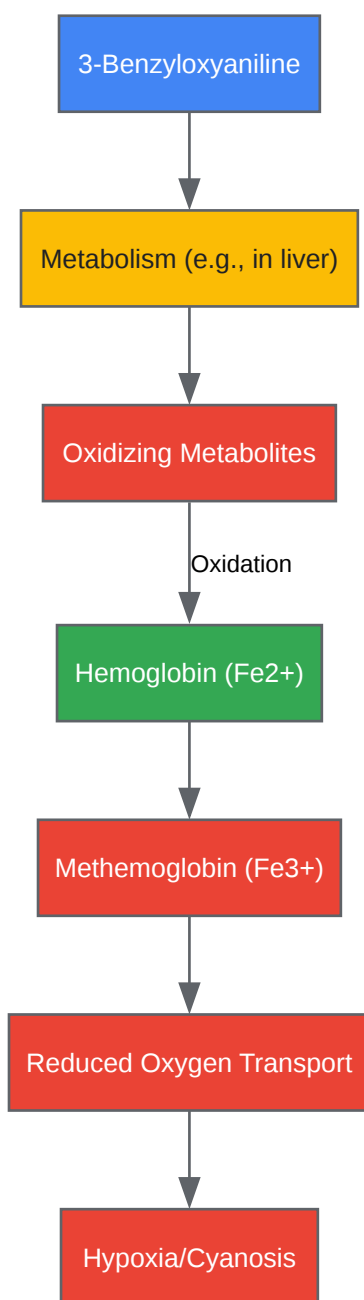 3-Benzyloxyaniline
Metabolism (e.g., in liver)
Oxidizing Metabolites
Oxidation
Hemoglobin (Fe2+)
Methemoglobin (Fe3+)
Reduced Oxygen Transport
Hypoxia/Cyanosis